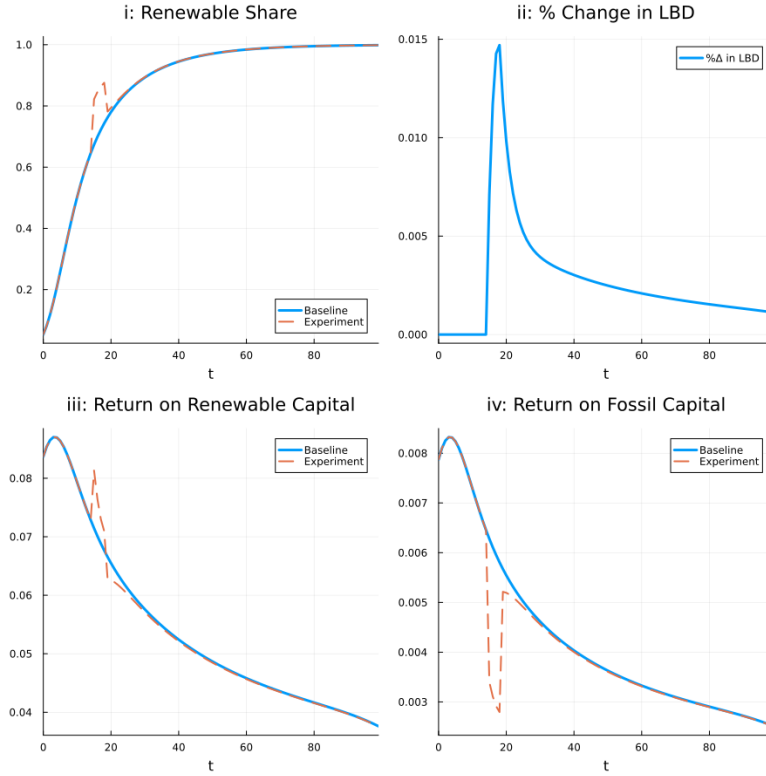 i: Renewable Share
1.0
0.8
0.6
0.4
0.2
0
20
40
60
80
t
Baseline
Experiment
ii: % Change in LBD
0.015
0.010
0.005
0.000
0
20
40
60
80
t
%Δ in LBD
iii: Return on Renewable Capital
0.08
0.07
0.06
0.05
0.04
0
20
40
60
80
t
Baseline
Experiment
iv: Return on Fossil Capital
0.008
0.007
0.006
0.005
0.004
0.003
0
20
40
60
80
t
Baseline
Experiment